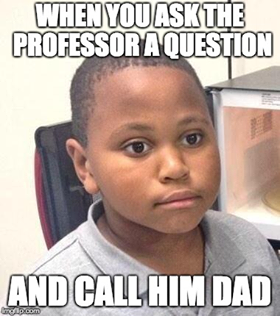 WHEN YOU ASK THE
PROFESSOR A QUESTION
AND CALL HIM DAD
imgflip.com